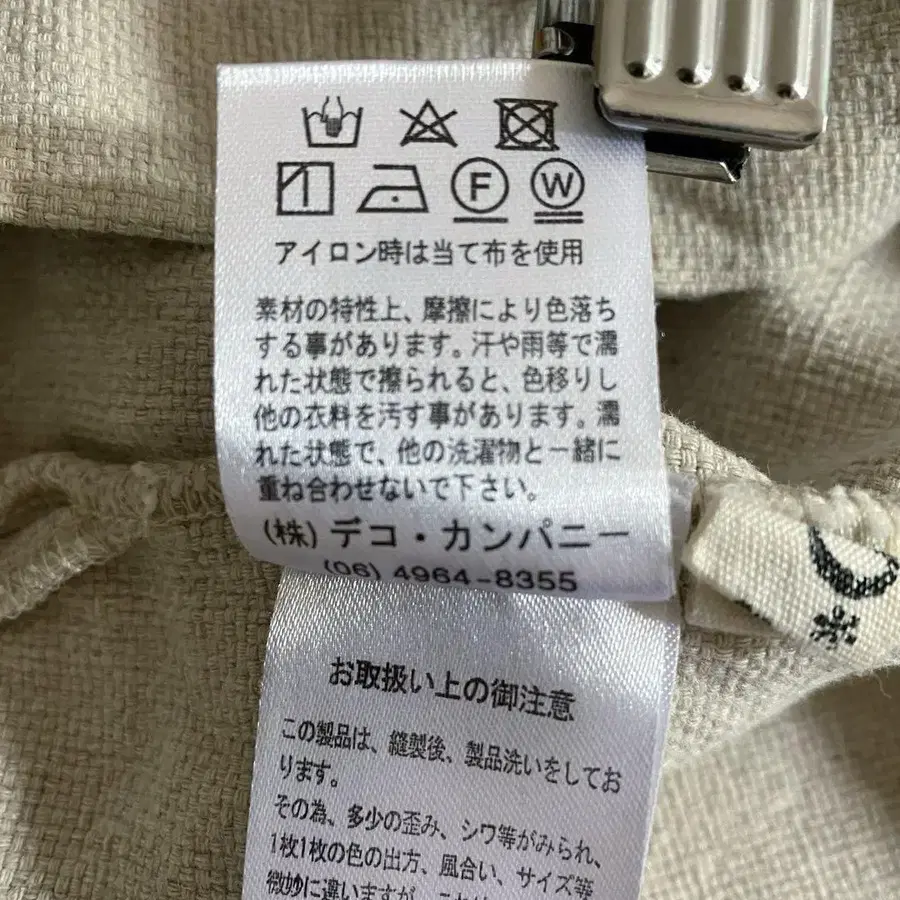 F W
アイロン時は当て布を使用
素材の特性上、摩擦により色落ち
する事があります。汗や雨等で濡
れた状態で擦られると、色移りし
他の衣料を汚す事があります。濡
れた状態で、他の洗濯物と一緒に
重ね合わせないで下さい。
(株) デコ・カンパニー
(06) 4964-8355
お取扱い上の御注意
この製品は、縫製後、製品洗いをしてお
ります。
その為、多少の歪み、シワ等がみられ、
1枚1枚の色の出方、風合い、サイズ等
微妙に違いますが